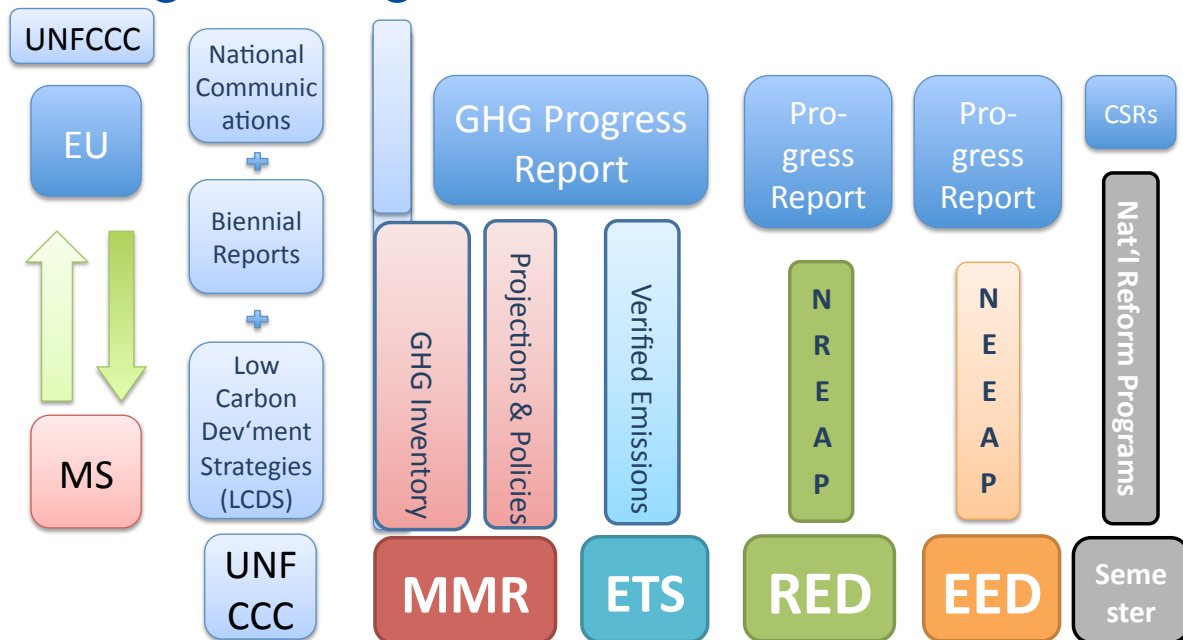 UNFCCC
EU
MS
National
Communic
ations
+
Biennial
Reports
+
Low
Carbon
Dev'ment
Strategies
(LCDS)
UNF
CCC
GHG Progress
Report
GHG Inventory
Projections & Policies
MMR
Verified Emissions
ETS
Pro-
gress
Report
N
R
E
A
P
RED
Pro-
gress
Report
N
E
E
A
P
EED
CSRs
Nat'l Reform Programs
Seme
ster